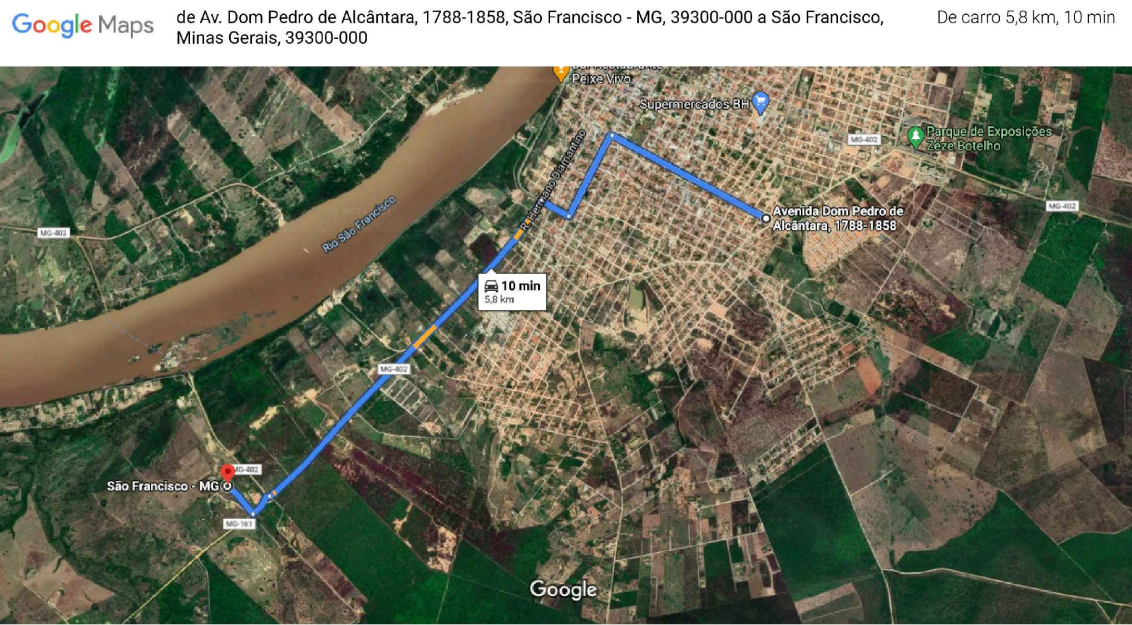 Google Maps
de Av. Dom Pedro de Alcântara, 1788-1858, São Francisco - MG, 39300-000 a São Francisco,
Minas Gerais, 39300-000
De carro 5,8 km, 10 min
Peixe Vivo
Supermercados BH
MG-402
Parque de Exposições
Zéze Botelho
R. Hermano Diamantino
MG-402
Rio São Francisco
Avenida Dom Pedro de
Alcântara, 1788-1858
MG-402
10 min
5,8 km
MG-402
MG-402
São Francisco - MG
MG-161
Google